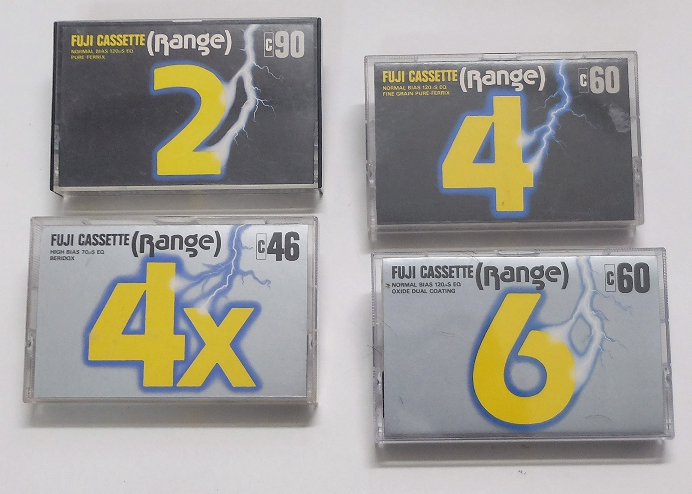 FUJI CASSETTE (Range) C90
NORMAL BIAS 120μS EQ
PURE-FERRIX
2
FUJI CASSETTE (Range) C60
NORMAL BIAS 120μS EQ
FINE GRAIN PURE-FERRIX
4
FUJI CASSETTE (Range) C46
HIGH BIAS 70μS EQ
BERIDOX
4x
FUJI CASSETTE (Range) C60
NORMAL BIAS 120μS EQ
OXIDE DUAL COATING
6